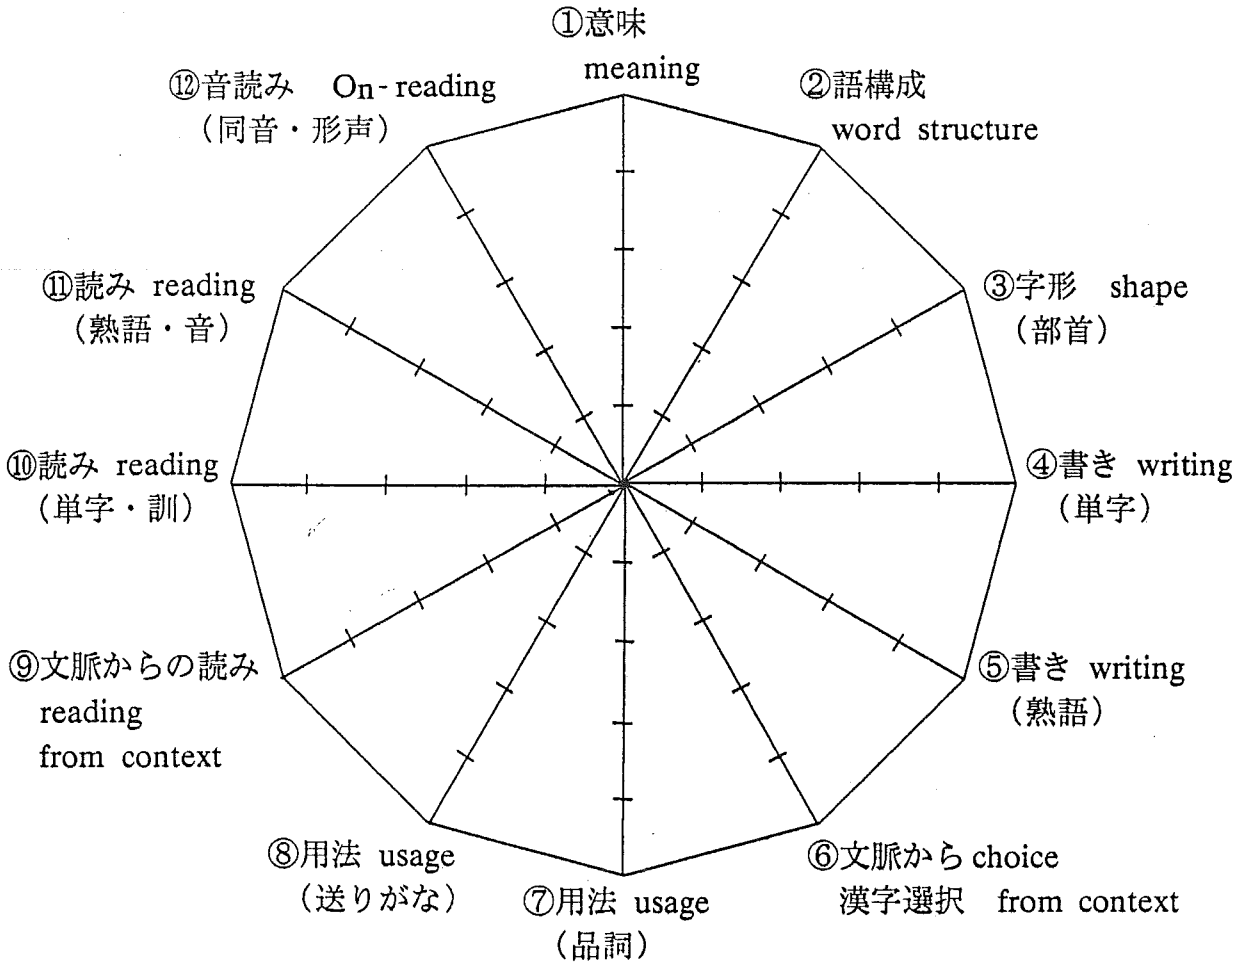 ①意味
meaning
②語構成
word structure
③字形 shape
（部首）
④書き writing
（単字）
⑤書き writing
（熟語）
⑥文脈から choice
漢字選択 from context
⑦用法 usage
（品詞）
⑧用法 usage
（送りがな）
⑨文脈からの読み
reading
from context
⑩読み reading
（単字・訓）
⑪読み reading
（熟語・音）
⑫音読み On-reading
（同音・形声）